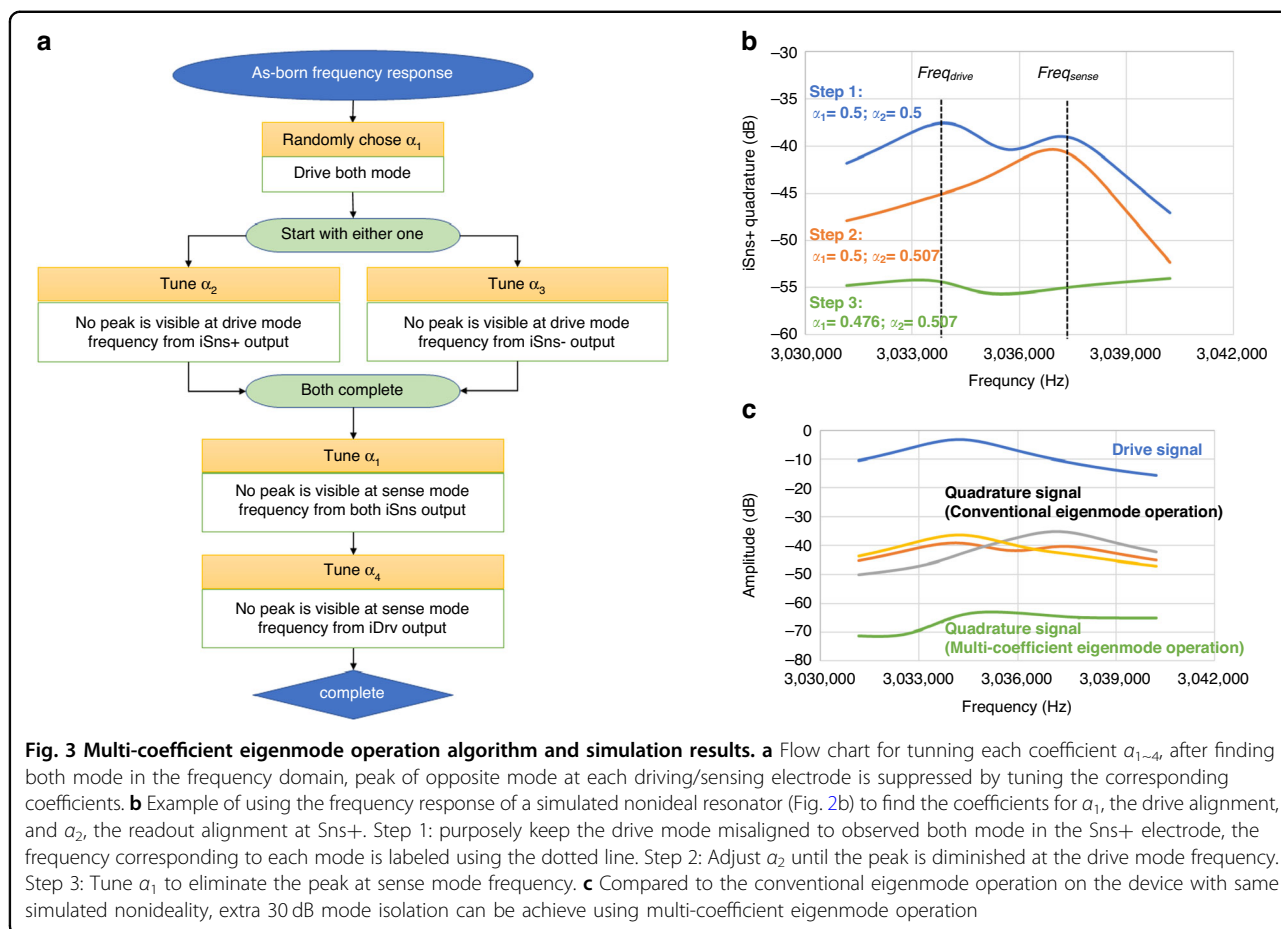 a
As-born frequency response
Randomly chose α1
Drive both mode
Start with either one
Tune α2
No peak is visible at drive mode
frequency from iSns+ output
Tune α3
No peak is visible at drive mode
frequency from iSns- output
Both complete
Tune α1
No peak is visible at sense mode
frequency from both iSns output
Tune α4
No peak is visible at sense mode
frequency from iDrv output
complete
b
iSns+ quadrature (dB)
–30
–35
–40
–45
–50
–55
–60
Freqdrive
Freqsense
Step 1:
α1= 0.5; α2= 0.5
Step 2:
α1= 0.5; α2= 0.507
Step 3:
α1= 0.476; α2= 0.507
3,030,000
3,033,000
3,036,000
3,039,000
3,042,000
Frequncy (Hz)
c
Amplitude (dB)
0
–10
–20
–30
–40
–50
–60
–70
–80
Drive signal
Quadrature signal
(Conventional eigenmode operation)
Quadrature signal
(Multi-coefficient eigenmode operation)
3,030,000
3,033,000
3,036,000
3,039,000
3,042,000
Frequency (Hz)
Fig. 3 Multi-coefficient eigenmode operation algorithm and simulation results. a Flow chart for tunning each coefficient α1~4, after finding
both mode in the frequency domain, peak of opposite mode at each driving/sensing electrode is suppressed by tuning the corresponding
coefficients. b Example of using the frequency response of a simulated nonideal resonator (Fig. 2b) to find the coefficients for α1, the drive alignment,
and α2, the readout alignment at Sns+. Step 1: purposely keep the drive mode misaligned to observed both mode in the Sns+ electrode, the
frequency corresponding to each mode is labeled using the dotted line. Step 2: Adjust α2 until the peak is diminished at the drive mode frequency.
Step 3: Tune α1 to eliminate the peak at sense mode frequency. c Compared to the conventional eigenmode operation on the device with same
simulated nonideality, extra 30 dB mode isolation can be achieve using multi-coefficient eigenmode operation